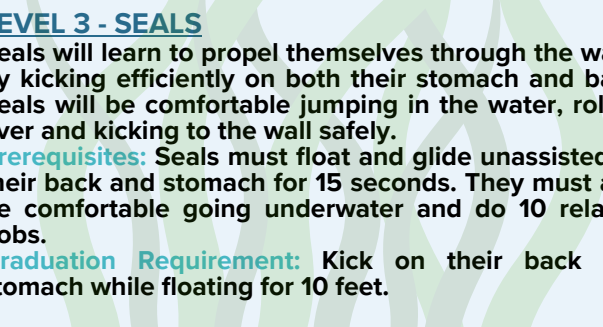 EVEL 3 - SEALS
eals will learn to propel themselves through the wa
y kicking efficiently on both their stomach and ba
eals will be comfortable jumping in the water, rol
ver and kicking to the wall safely.
rerequisites: Seals must float and glide unassisted
heir back and stomach for 15 seconds. They must a
e comfortable going underwater and do 10 rela
obs.
raduation Requirement: Kick on their back
tomach while floating for 10 feet.